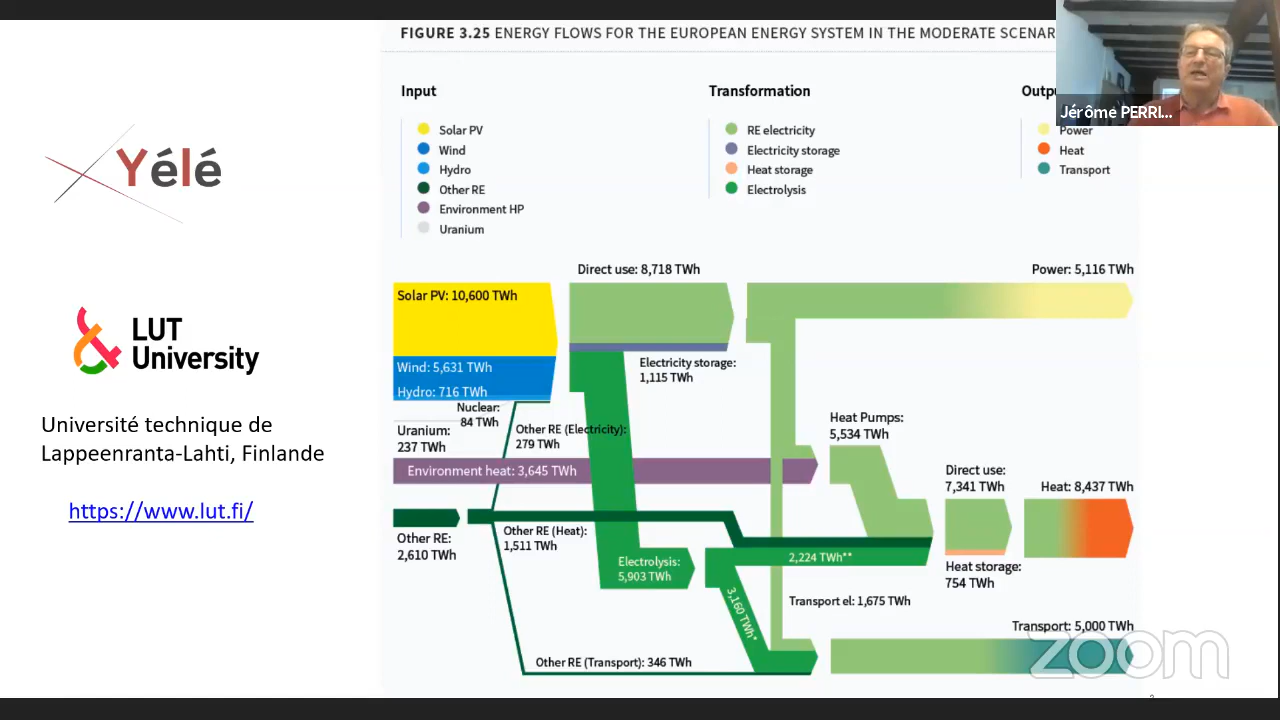 FIGURE 3.25 ENERGY FLOWS FOR THE EUROPEAN ENERGY SYSTEM IN THE MODERATE SCENAR
Jérôme PERRI...
Yélé
LUT
University
Université technique de
Lappeenranta-Lahti, Finlande
https://www.lut.fi/
Input
Solar PV
Wind
Hydro
Other RE
Environment HP
Uranium
Transformation
RE electricity
Electricity storage
Heat storage
Electrolysis
Outp
Power
Heat
Transport
Direct use: 8,718 TWh
Power: 5,116 TWh
Solar PV: 10,600 TWh
Wind: 5,631 TWh
Hydro: 716 TWh
Electricity storage:
1,115 TWh
Nuclear:
84 TWh
Uranium:
237 TWh
Other RE (Electricity):
279 TWh
Heat Pumps:
5,534 TWh
Environment heat: 3,645 TWh
Direct use:
7,341 TWh
Heat: 8,437 TWh
Other RE:
2,610 TWh
Other RE (Heat):
1,511 TWh
Electrolysis:
5,903 TWh
2,224 TWh**
Heat storage:
754 TWh
3,160 TWh*
Transport el: 1,675 TWh
Transport: 5,000 TWh
Other RE (Transport): 346 TWh
zoom